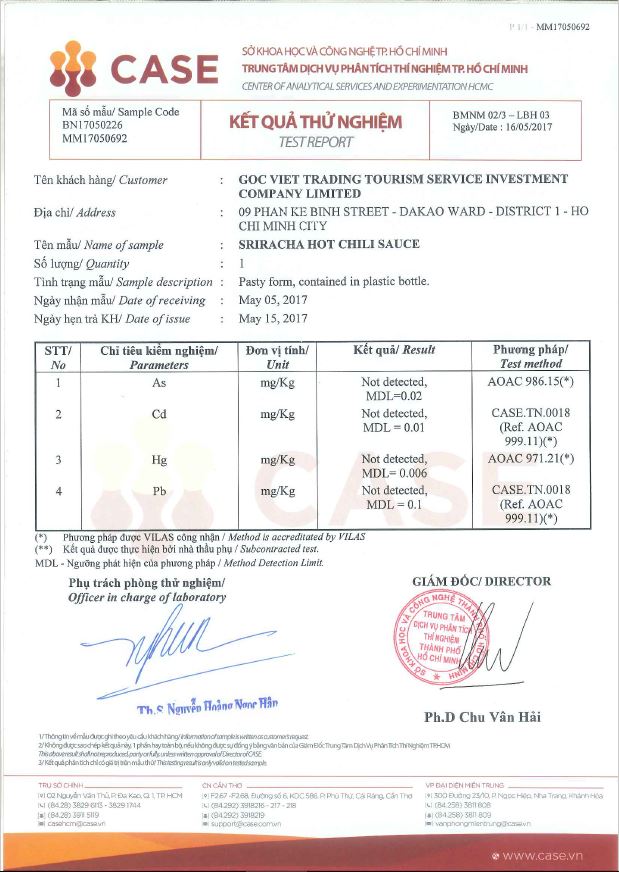 P 1/1 - MM17050692
CASE
SỞ KHOA HỌC VÀ CÔNG NGHỆ TP. HỒ CHÍ MINH
TRUNG TÂM DỊCH VỤ PHÂN TÍCH THÍ NGHIỆM TP. HỒ CHÍ MINH
CENTER OF ANALYTICAL SERVICES AND EXPERIMENTATION HCMC
Mã số mẫu/ Sample Code
BN17050226
MM17050692
KẾT QUẢ THỬ NGHIỆM
TEST REPORT
BMNM 02/3 – LBH 03
Ngày/Date : 16/05/2017
Tên khách hàng/ Customer : GOC VIET TRADING TOURISM SERVICE INVESTMENT
COMPANY LIMITED
Địa chỉ/ Address : 09 PHAN KE BINH STREET - DAKAO WARD - DISTRICT 1 - HO
CHI MINH CITY
Tên mẫu/ Name of sample : SRIRACHA HOT CHILI SAUCE
Số lượng/ Quantity : 1
Tình trạng mẫu/ Sample description : Pasty form, contained in plastic bottle.
Ngày nhận mẫu/ Date of receiving : May 05, 2017
Ngày hẹn trả KH/ Date of issue : May 15, 2017
STT/ No Chỉ tiêu kiểm nghiệm/ Parameters Đơn vị tính/ Unit Kết quả/ Result Phương pháp/ Test method
1 As mg/Kg Not detected, MDL=0.02 AOAC 986.15(*)
2 Cd mg/Kg Not detected, MDL = 0.01 CASE.TN.0018 (Ref. AOAC 999.11)(*)
3 Hg mg/Kg Not detected, MDL= 0.006 AOAC 971.21(*)
4 Pb mg/Kg Not detected, MDL = 0.1 CASE.TN.0018 (Ref. AOAC 999.11)(*)
CASE
(*) Phương pháp được VILAS công nhận / Method is accredited by VILAS
(**) Kết quả được thực hiện bởi nhà thầu phụ / Subcontracted test.
MDL - Ngưỡng phát hiện của phương pháp / Method Detection Limit.
Phụ trách phòng thử nghiệm/
Officer in charge of laboratory
Th.S Nguyễn Hoàng Ngọc Hân
GIÁM ĐỐC/ DIRECTOR
SỞ KHOA HỌC VÀ CÔNG NGHỆ THÀNH PHỐ HỒ CHÍ MINH
TRUNG TÂM
DỊCH VỤ PHÂN TÍCH
THÍ NGHIỆM
THÀNH PHỐ
HỒ CHÍ MINH
Ph.D Chu Vân Hải
1/ Thông tin về mẫu được ghi theo yêu cầu khách hàng/ Information of sample is written as customer's request.
2/ Không được sao chép kết quả này, 1 phần hay toàn bộ, nếu không được sự đồng ý bằng văn bản của Giám Đốc Trung Tâm Dịch Vụ Phân Tích Thí Nghiệm TP.HCM
This above result shall not reproduced, party or fully, unless written approval of Director of CASE.
3/ Kết quả phân tích chỉ có giá trị trên mẫu thử/ This testing result is only valid on tested sample.
TRỤ SỞ CHÍNH
02 Nguyễn Văn Thủ, P. Đa Kao, Q. 1, TP. HCM
(84.28) 3829 6113 - 3829 1744
(84.28) 3911 5119
casehcm@case.vn
CN CẦN THƠ
F2.67 -F2.68, Đường số 6, KDC 586, P. Phú Thứ, Cái Răng, Cần Thơ
(84.292) 3918216 - 217 - 218
(84.292) 3918219
support@case.com.vn
VP ĐẠI DIỆN MIỀN TRUNG
300 Đường 23/10, P. Ngọc Hiệp, Nha Trang, Khánh Hòa
(84.258) 3811 808
(84.258) 3811 809
vanphongmientrung@case.vn
www.case.vn